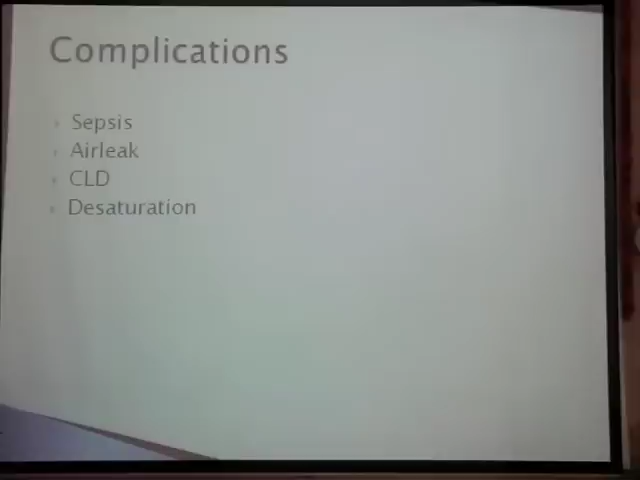 Complications
Sepsis
Airleak
CLD
Desaturation